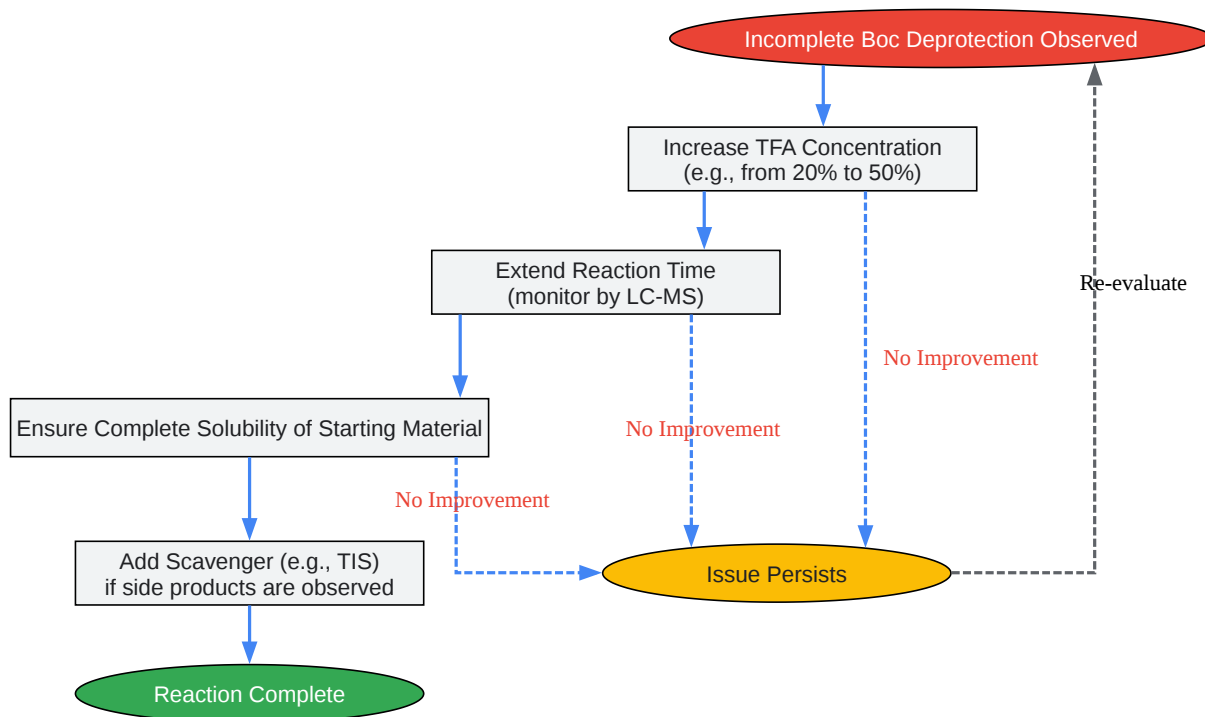 Incomplete Boc Deprotection Observed
Increase TFA Concentration
(e.g., from 20% to 50%)
Extend Reaction Time
(monitor by LC-MS)
Re-evaluate
No Improvement
Ensure Complete Solubility of Starting Material
No Improvement
No Improvement
Add Scavenger (e.g., TIS)
if side products are observed
Issue Persists
Reaction Complete